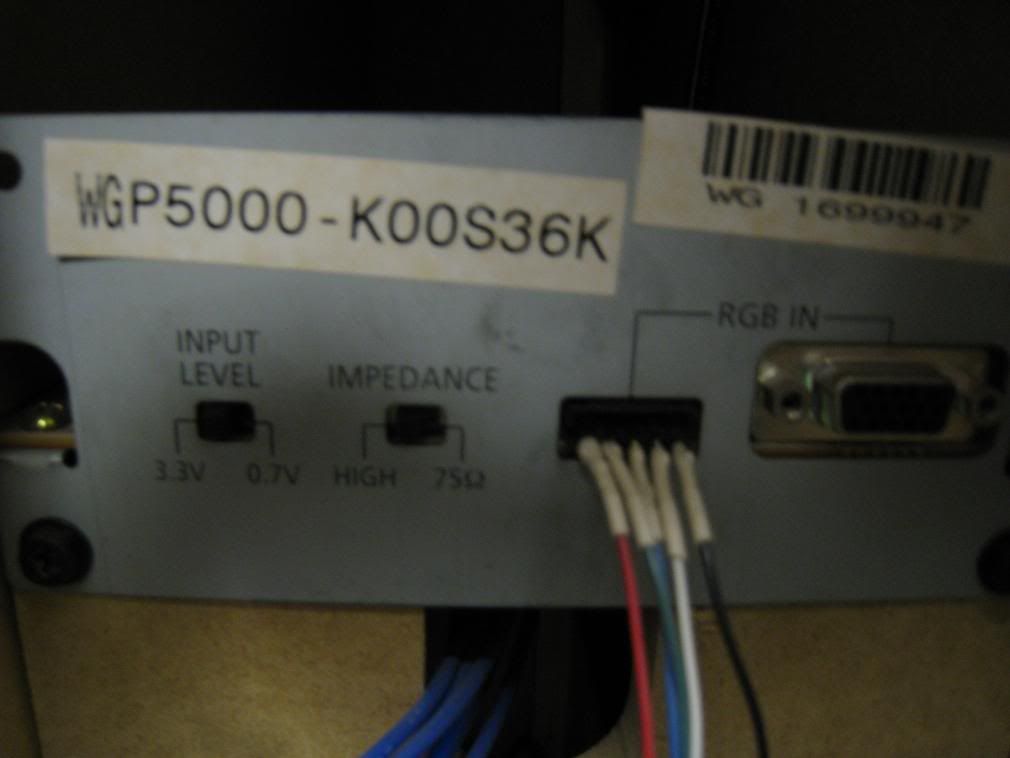 WGP5000-K00S36K
WG 1699947
INPUT
LEVEL
3.3V 0.7V
IMPEDANCE
HIGH 75Ω
RGB IN